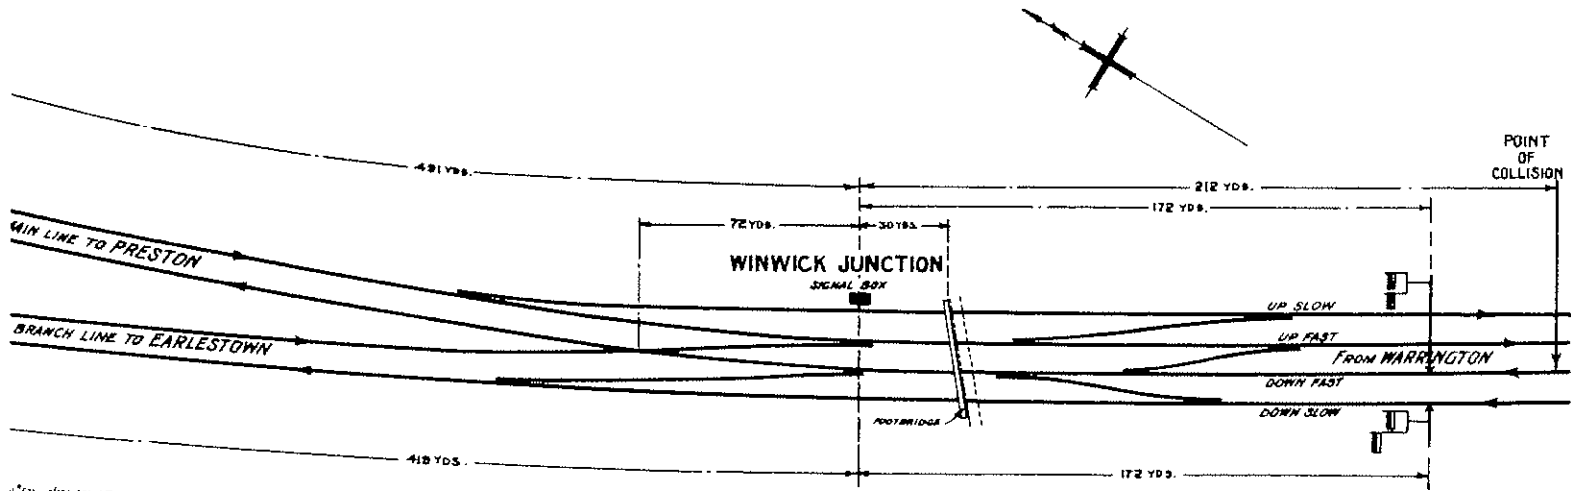 POINT
OF
COLLISION
491 YDS.
212 YDS.
172 YDS.
72 YDS.
30 YDS.
MAIN LINE TO PRESTON
WINWICK JUNCTION
SIGNAL BOX
UP SLOW
BRANCH LINE TO EARLESTOWN
UP FAST
FROM WARRINGTON
DOWN FAST
DOWN SLOW
FOOTBRIDGE
419 YDS.
172 YDS.